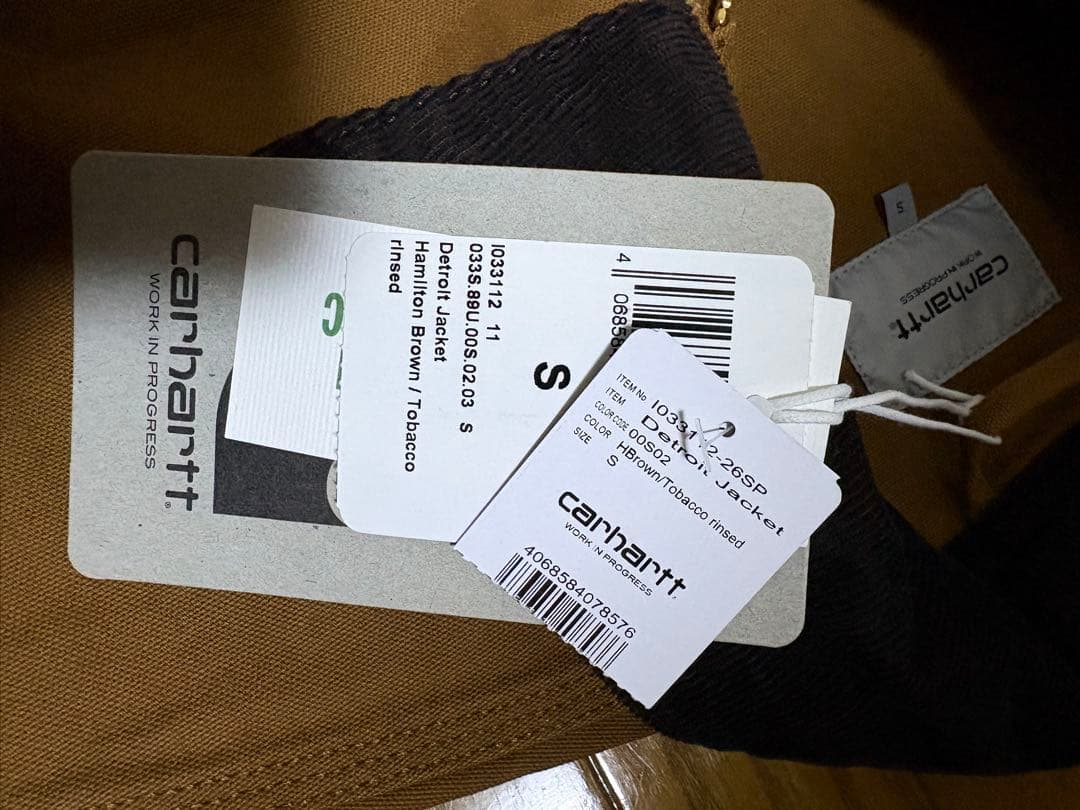 carhartt
WORK IN PROGRESS
C
I033112 11
033S.89U.00S.02.03 S
Detroit Jacket
Hamilton Brown / Tobacco
rinsed
S
4
06858
ITEM No I033112-26SP
ITEM Detroit Jacket
COLOR CODE 00S02
COLOR HBrown/Tobacco rinsed
SIZE S
carhartt
WORK IN PROGRESS
4068584078576
S
carhartt
WORK IN PROGRESS